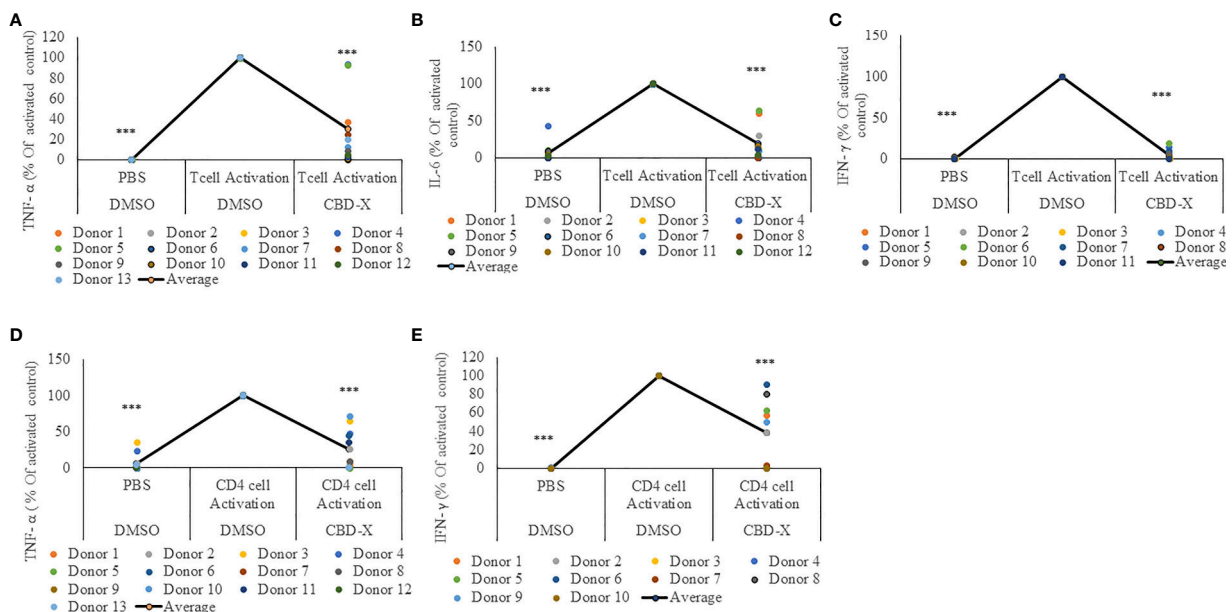 A
TNF- α (% Of activated control)
120
100
80
60
40
20
0
***
***
PBS
Tcell Activation
Tcell Activation
DMSO
DMSO
CBD-X
Donor 1
Donor 2
Donor 3
Donor 4
Donor 5
Donor 6
Donor 7
Donor 8
Donor 9
Donor 10
Donor 11
Donor 12
Donor 13
Average
B
IL-6 (% Of activated
control)
150
100
50
0
***
***
PBS
Tcell Activation
Tcell Activation
DMSO
DMSO
CBD-X
Donor 1
Donor 2
Donor 3
Donor 4
Donor 5
Donor 6
Donor 7
Donor 8
Donor 9
Donor 10
Donor 11
Donor 12
Average
C
IFN- γ (% Of activated
control)
150
100
50
0
***
***
PBS
Tcell Activation
Tcell Activation
DMSO
DMSO
CBD-X
Donor 1
Donor 2
Donor 3
Donor 4
Donor 5
Donor 6
Donor 7
Donor 8
Donor 9
Donor 10
Donor 11
Average
D
TNF- α ( % Of activated control)
150
100
50
0
***
***
PBS
CD4 cell
Activation
CD4 cell
Activation
DMSO
DMSO
CBD-X
Donor 1
Donor 2
Donor 3
Donor 4
Donor 5
Donor 6
Donor 7
Donor 8
Donor 9
Donor 10
Donor 11
Donor 12
Donor 13
Average
E
IFN- γ (% Of activated control)
120
100
80
60
40
20
0
***
***
PBS
CD4 cell
Activation
CD4 cell
Activation
DMSO
DMSO
CBD-X
Donor 1
Donor 2
Donor 3
Donor 4
Donor 5
Donor 6
Donor 7
Donor 8
Donor 9
Donor 10
Average